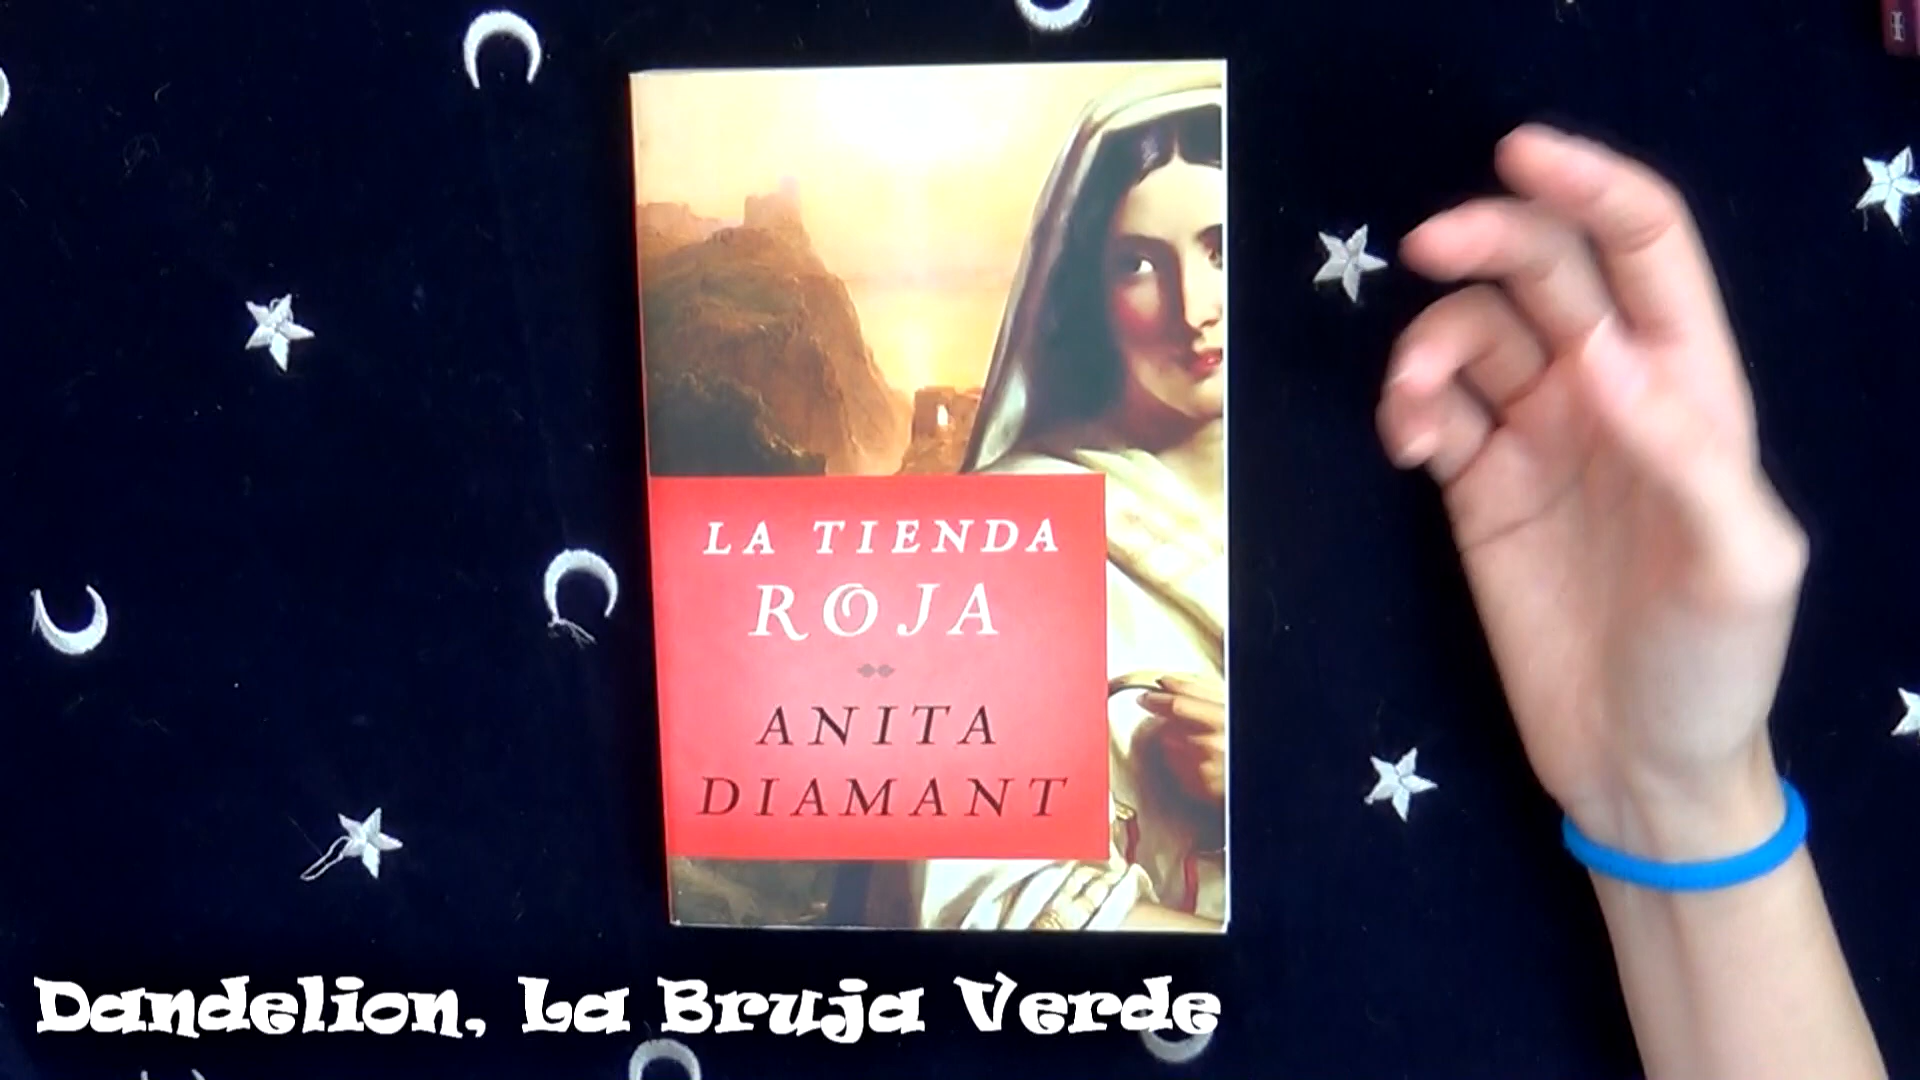 LA TIENDA
ROJA
ANITA
DIAMANT
Dandelion, La Bruja Verde